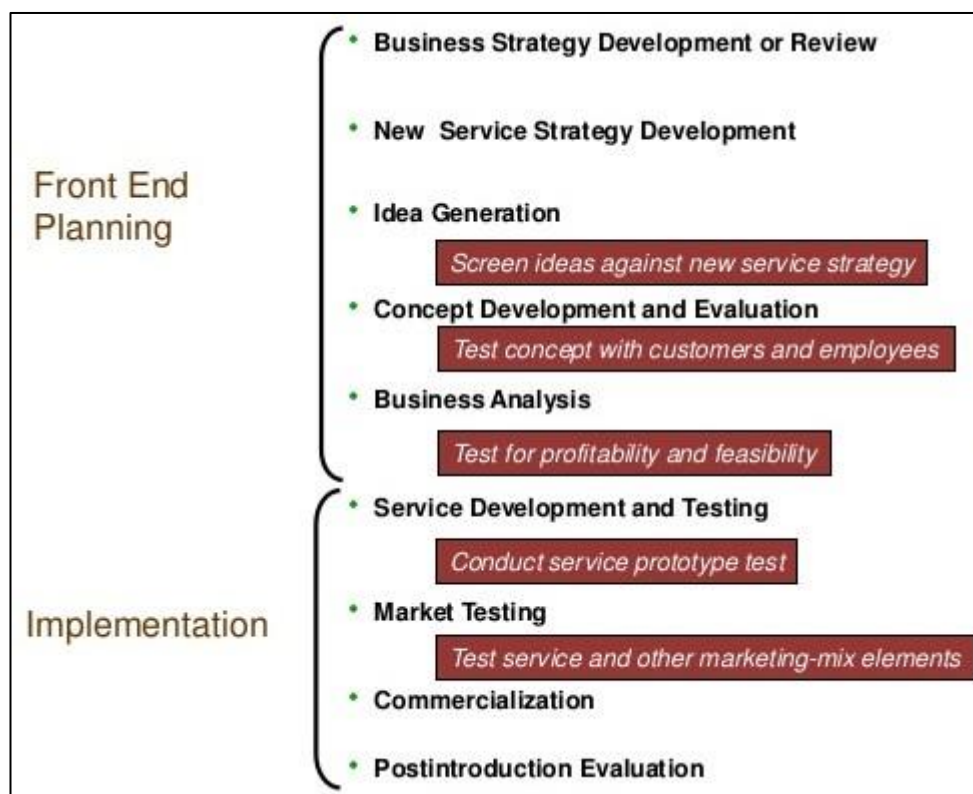 • Business Strategy Development or Review
• New Service Strategy Development
Front End
Planning
• Idea Generation
Screen ideas against new service strategy
• Concept Development and Evaluation
Test concept with customers and employees
• Business Analysis
Test for profitability and feasibility
• Service Development and Testing
Conduct service prototype test
Implementation
• Market Testing
Test service and other marketing-mix elements
• Commercialization
• Postintroduction Evaluation